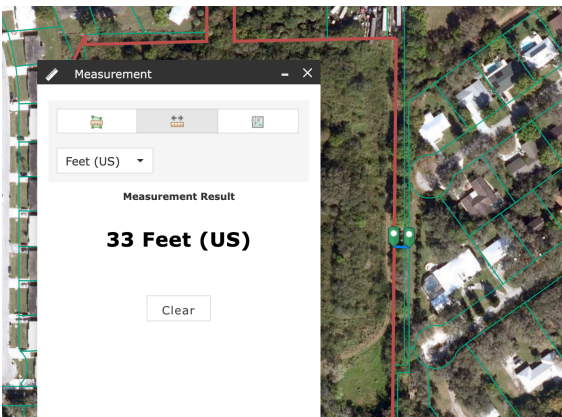 Measurement
Feet (US)
Measurement Result
33 Feet (US)
Clear